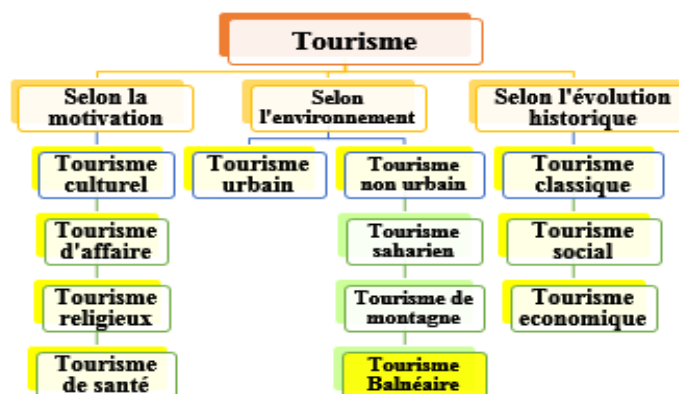 Tourisme
Selon la
motivation
Tourisme
culturel
Tourisme
d'affaire
Tourisme
religieux
Tourisme
de santé
Selon
l'environnement
Tourisme
urbain
Tourisme
non urbain
Tourisme
saharien
Tourisme de
montagne
Tourisme
Balnéaire
Selon l'évolution
historique
Tourisme
classique
Tourisme
social
Tourisme
economique